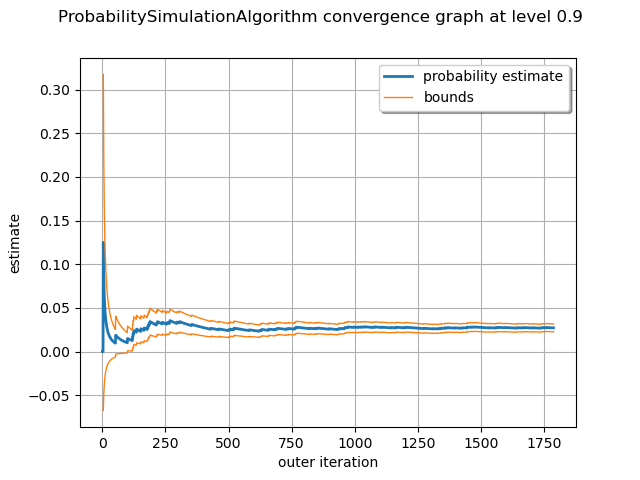 ProbabilitySimulationAlgorithm convergence graph at level 0.9
probability estimate
bounds
estimate
0.30
0.25
0.20
0.15
0.10
0.05
0.00
−0.05
0 250 500 750 1000 1250 1500 1750
outer iteration